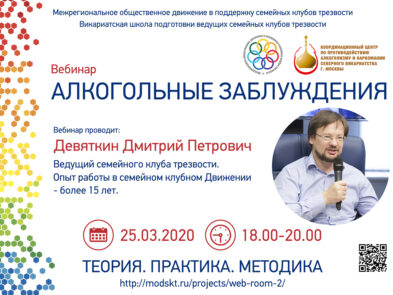 Межрегиональное общественное движение в поддержку семейных клубов трезвости
Викариатская школа подготовки ведущих семейных клубов трезвости
КООРДИНАЦИОННЫЙ ЦЕНТР
ПО ПРОТИВОДЕЙСТВИЮ
АЛКОГОЛИЗМУ И НАРКОМАНИИ
СЕВЕРНОГО ВИКАРИАТСТВА
Г. МОСКВЫ
Вебинар
АЛКОГОЛЬНЫЕ ЗАБЛУЖДЕНИЯ
Вебинар проводит:
Девяткин Дмитрий Петрович
Ведущий семейного клуба трезвости.
Опыт работы в семейном клубном Движении
- более 15 лет.
25.03.2020
18.00-20.00
ТЕОРИЯ. ПРАКТИКА. МЕТОДИКА
http://modskt.ru/projects/web-room-2/